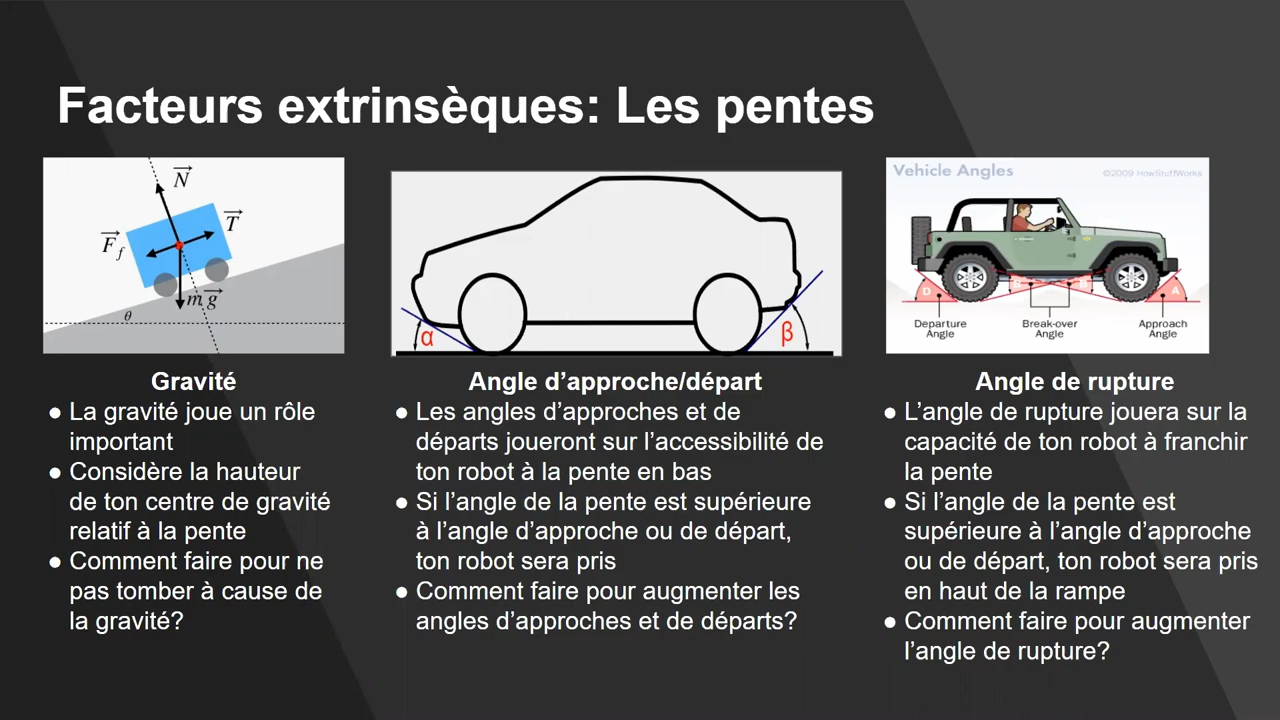 Facteurs extrinsèques: Les pentes
N
T
F f
m g
θ
α
β
Vehicle Angles
©2009 HowStuffWorks
D
B
A
Departure
Angle
Break-over
Angle
Approach
Angle
Gravité
● La gravité joue un rôle
important
● Considère la hauteur
de ton centre de gravité
relatif à la pente
● Comment faire pour ne
pas tomber à cause de
la gravité?
Angle d’approche/départ
● Les angles d’approches et de
départs joueront sur l’accessibilité de
ton robot à la pente en bas
● Si l’angle de la pente est supérieure
à l’angle d’approche ou de départ,
ton robot sera pris
● Comment faire pour augmenter les
angles d’approches et de départs?
Angle de rupture
● L’angle de rupture jouera sur la
capacité de ton robot à franchir
la pente
● Si l’angle de la pente est
supérieure à l’angle d’approche
ou de départ, ton robot sera pris
en haut de la rampe
● Comment faire pour augmenter
l’angle de rupture?